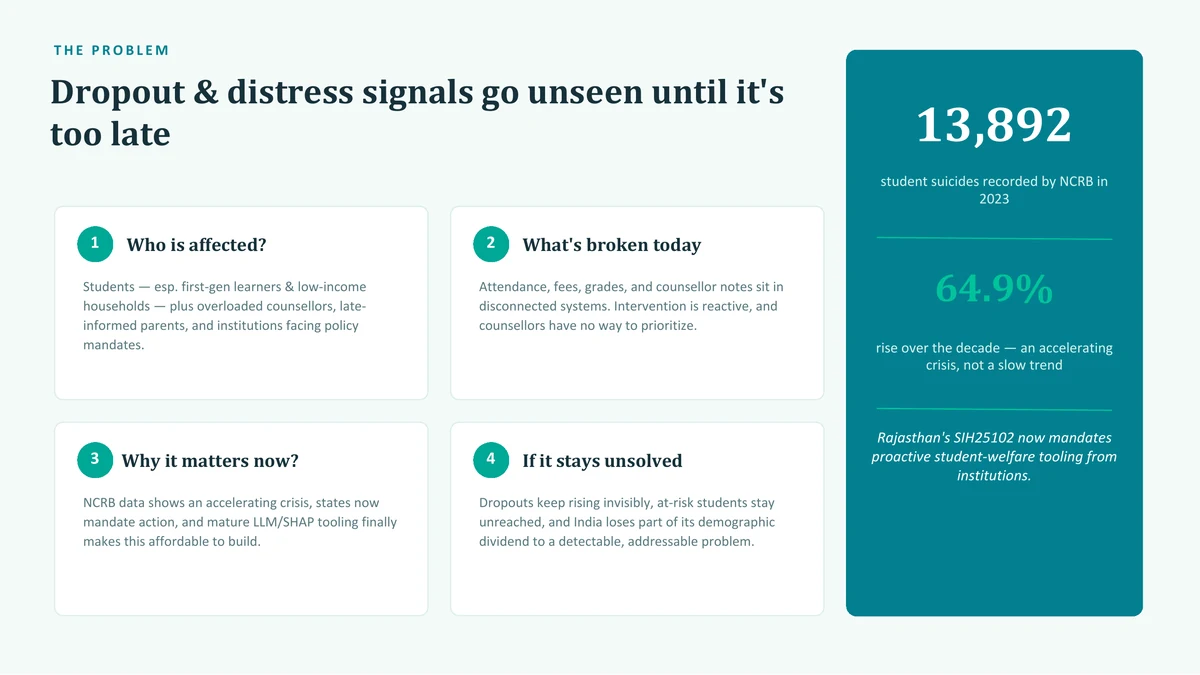 THE PROBLEM
Dropout & distress signals go unseen until it's
too late
1
Who is affected?
Students — esp. first-gen learners & low-income
households — plus overloaded counsellors, late-
informed parents, and institutions facing policy
mandates.
2
What's broken today
Attendance, fees, grades, and counsellor notes sit in
disconnected systems. Intervention is reactive, and
counsellors have no way to prioritize.
3
Why it matters now?
NCRB data shows an accelerating crisis, states now
mandate action, and mature LLM/SHAP tooling finally
makes this affordable to build.
4
If it stays unsolved
Dropouts keep rising invisibly, at-risk students stay
unreached, and India loses part of its demographic
dividend to a detectable, addressable problem.
13,892
student suicides recorded by NCRB in
2023
64.9%
rise over the decade — an accelerating
crisis, not a slow trend
Rajasthan's SIH25102 now mandates
proactive student-welfare tooling from
institutions.